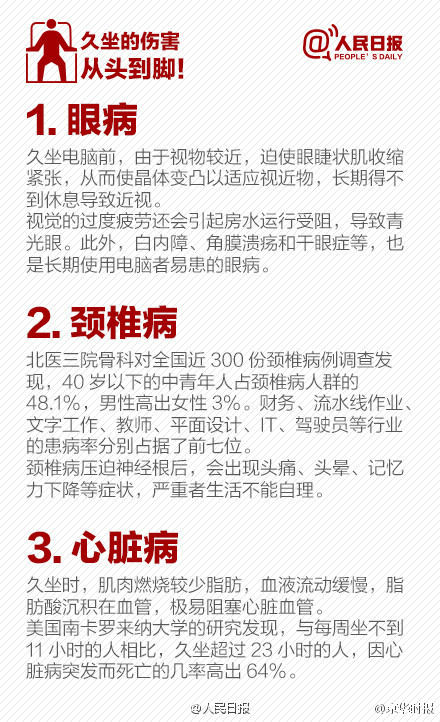 久坐的伤害
从头到脚！
@人民日报
PEOPLE'S DAILY
1. 眼病
久坐电脑前，由于视物较近，迫使眼睫状肌收缩
紧张，从而使晶体变凸以适应视近物，长期得不
到休息导致近视。
视觉的过度疲劳还会引起房水运行受阻，导致青
光眼。此外，白内障、角膜溃疡和干眼症等，也
是长期使用电脑者易患的眼病。
2. 颈椎病
北医三院骨科对全国近 300 份颈椎病例调查发
现，40 岁以下的中青年人占颈椎病人群的
48.1%，男性高出女性 3%。财务、流水线作业、
文字工作、教师、平面设计、IT、驾驶员等行业
的患病率分别占据了前七位。
颈椎病压迫神经根后，会出现头痛、头晕、记忆
力下降等症状，严重者生活不能自理。
3. 心脏病
久坐时，肌肉燃烧较少脂肪，血液流动缓慢，脂
肪酸沉积在血管，极易阻塞心脏血管。
美国南卡罗来纳大学的研究发现，与每周坐不到
11 小时的人相比，久坐超过 23 小时的人，因心
脏病突发而死亡的几率高出 64%。
@人民日报
@京华时报